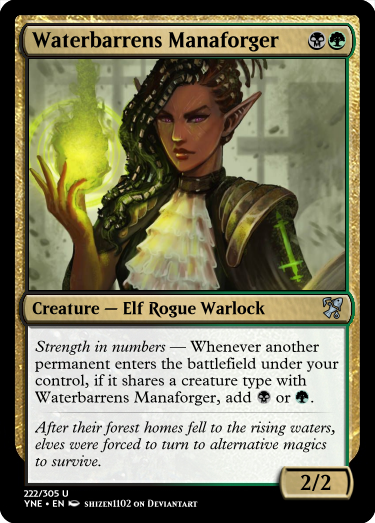 Waterbarrens Manaforger
Creature — Elf Rogue Warlock
Strength in numbers — Whenever another
permanent enters the battlefield under your
control, if it shares a creature type with
Waterbarrens Manaforger, add or .
After their forest homes fell to the rising waters,
elves were forced to turn to alternative magics
to survive.
2/2
222/305 U
YNE • EN shizen1102 on Deviantart